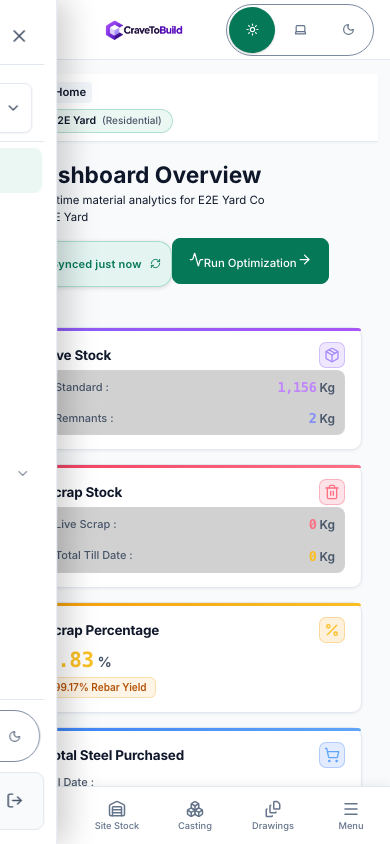 CraveToBuild
Home
E2E Yard (Residential)
shboard Overview
time material analytics for E2E Yard Co
E Yard
ynced just now
Run Optimization
ve Stock
Standard :
1,156 Kg
Remnants :
2 Kg
crap Stock
Live Scrap :
0 Kg
Total Till Date :
0 Kg
crap Percentage
.83 %
99.17% Rebar Yield
otal Steel Purchased
l Date :
Site Stock
Casting
Drawings
Menu